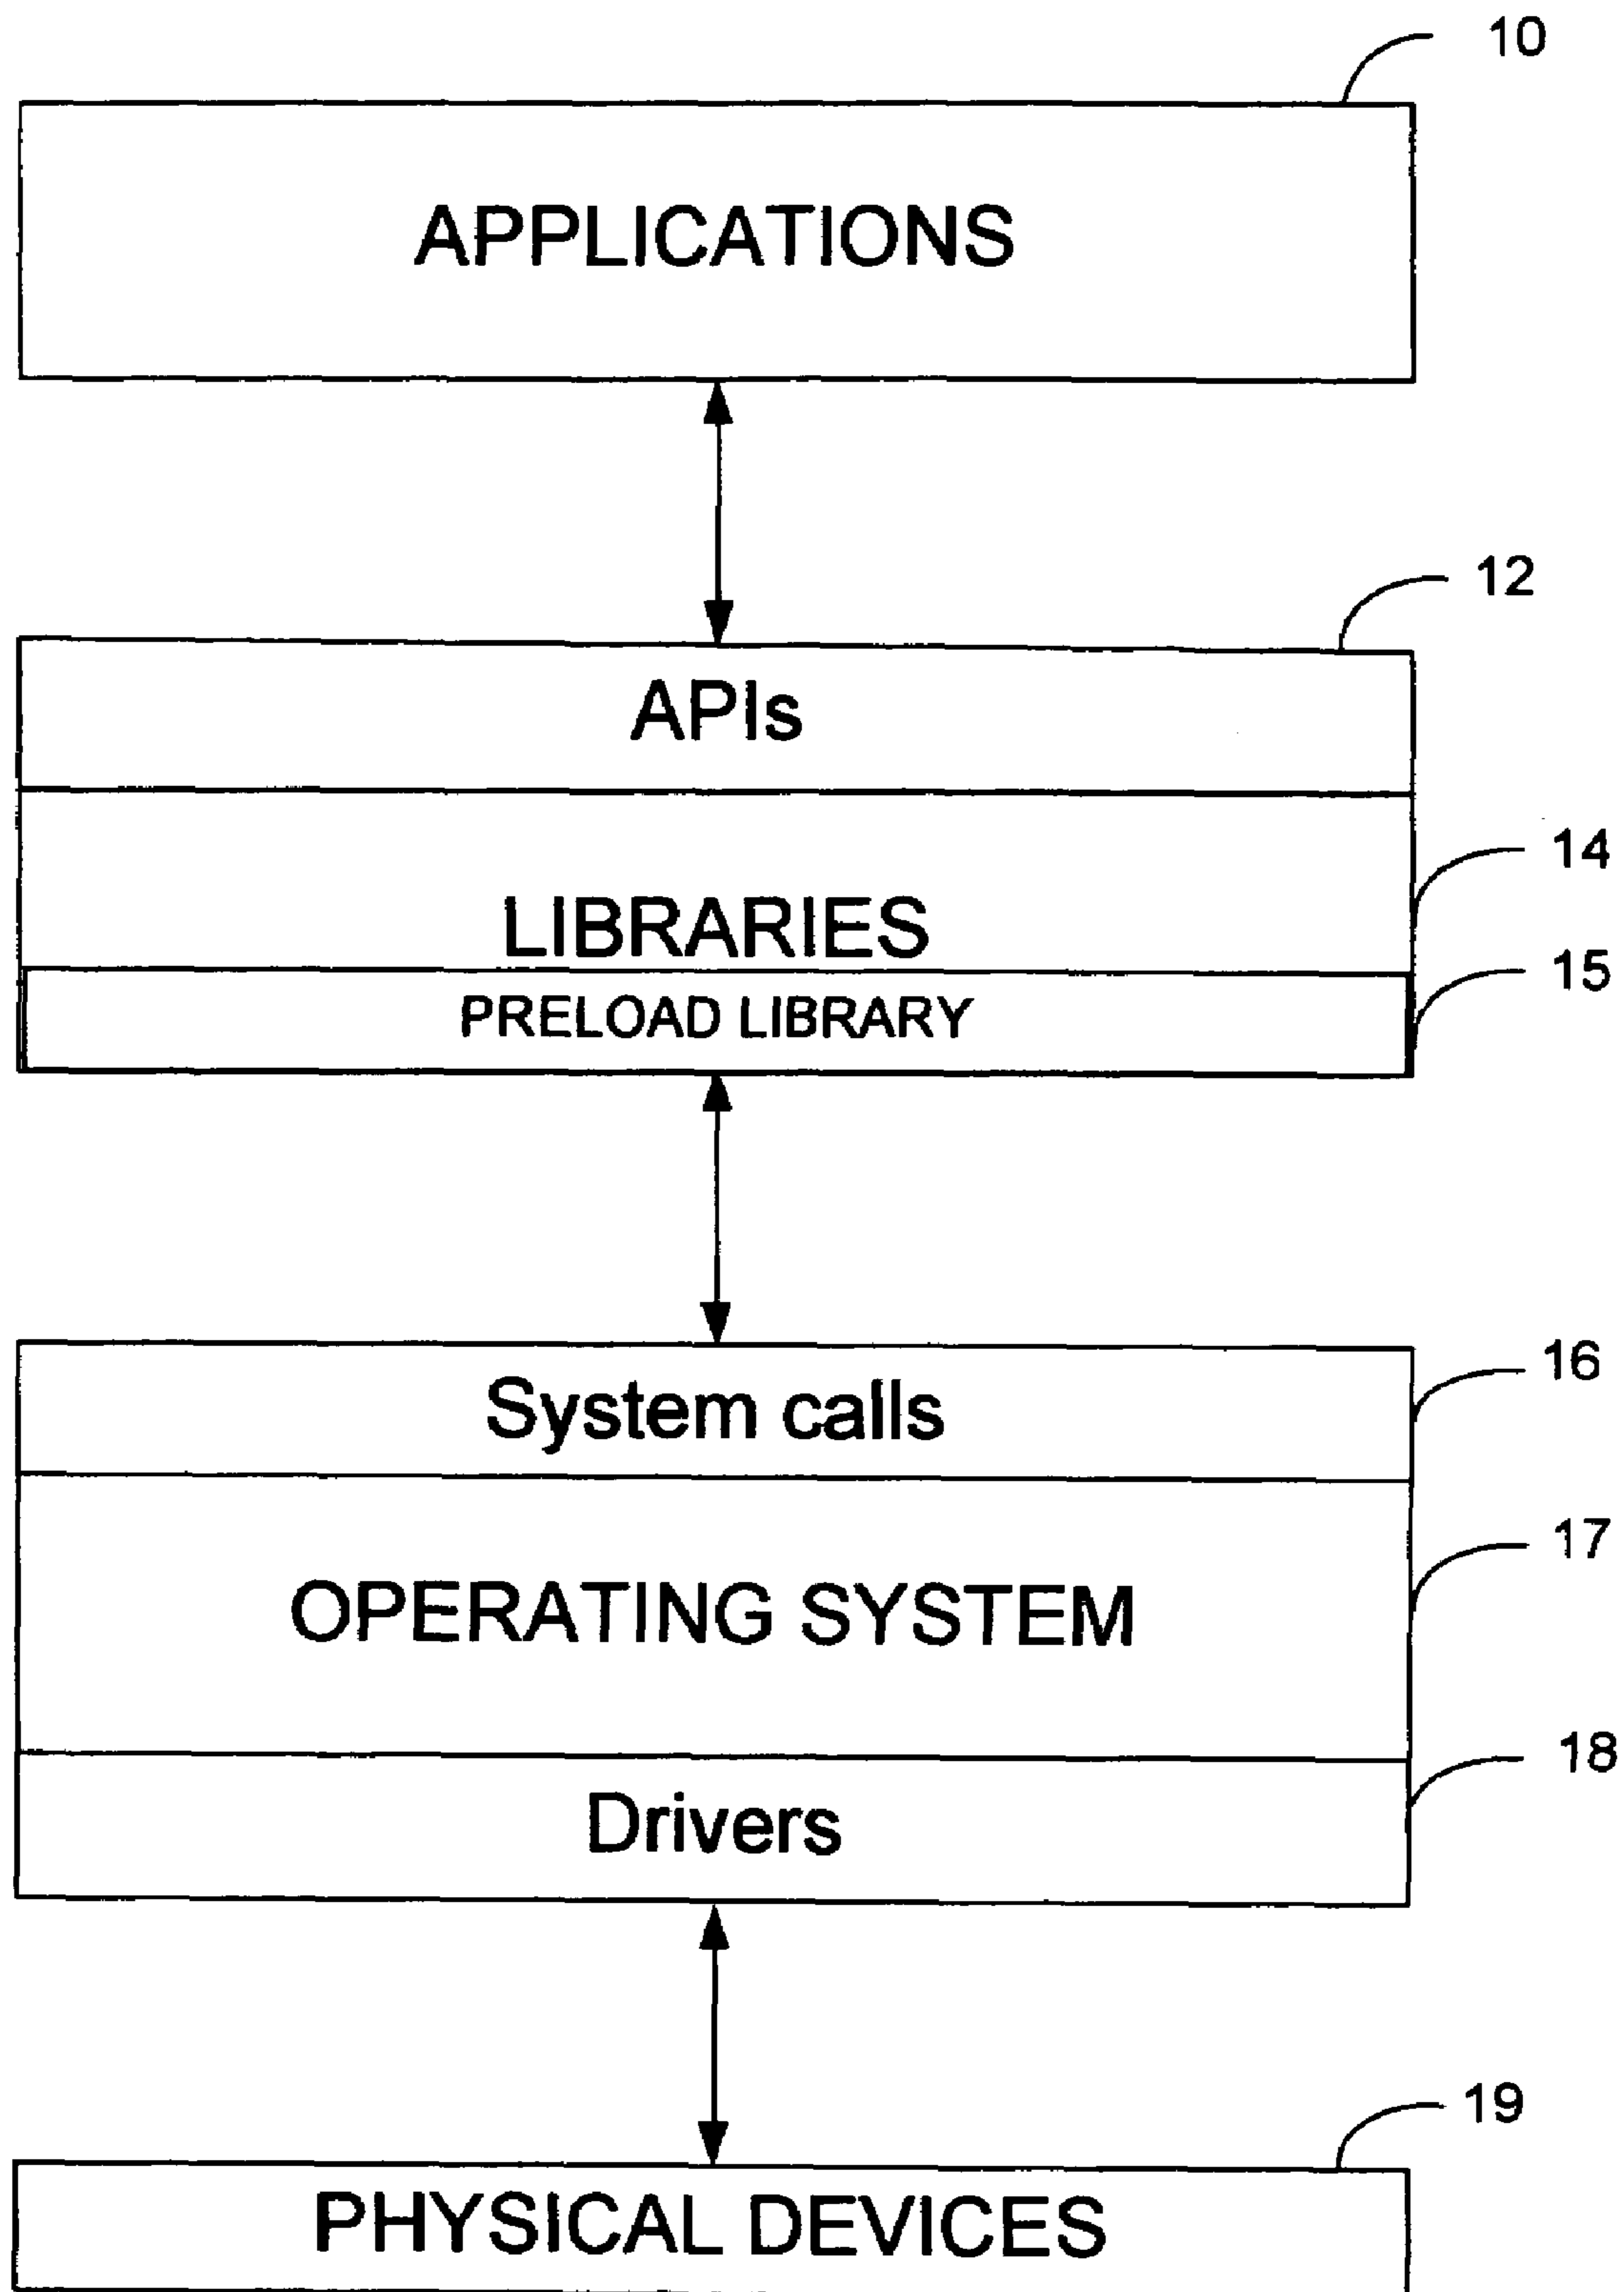 10
APPLICATIONS
12
APIs
14
LIBRARIES
15
PRELOAD LIBRARY
16
System calls
17
OPERATING SYSTEM
18
Drivers
19
PHYSICAL DEVICES